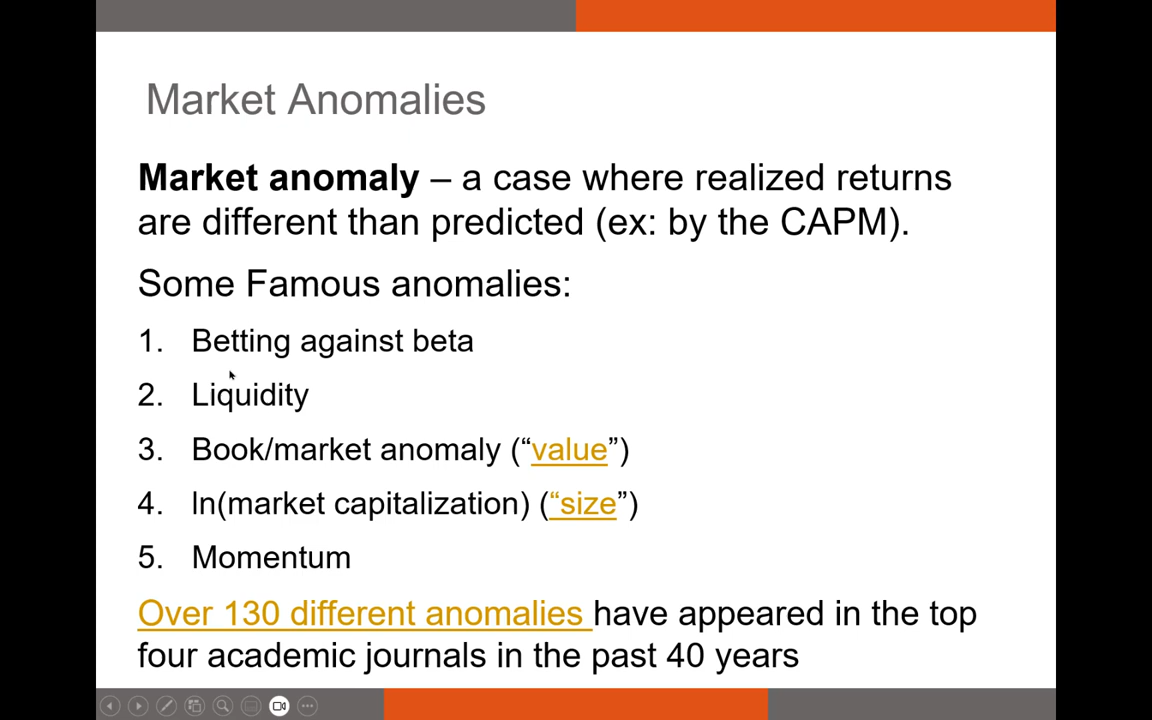 Market Anomalies
Market anomaly – a case where realized returns
are different than predicted (ex: by the CAPM).
Some Famous anomalies:
1. Betting against beta
2. Liquidity
3. Book/market anomaly (“value”)
4. ln(market capitalization) (“size”)
5. Momentum
Over 130 different anomalies have appeared in the top
four academic journals in the past 40 years